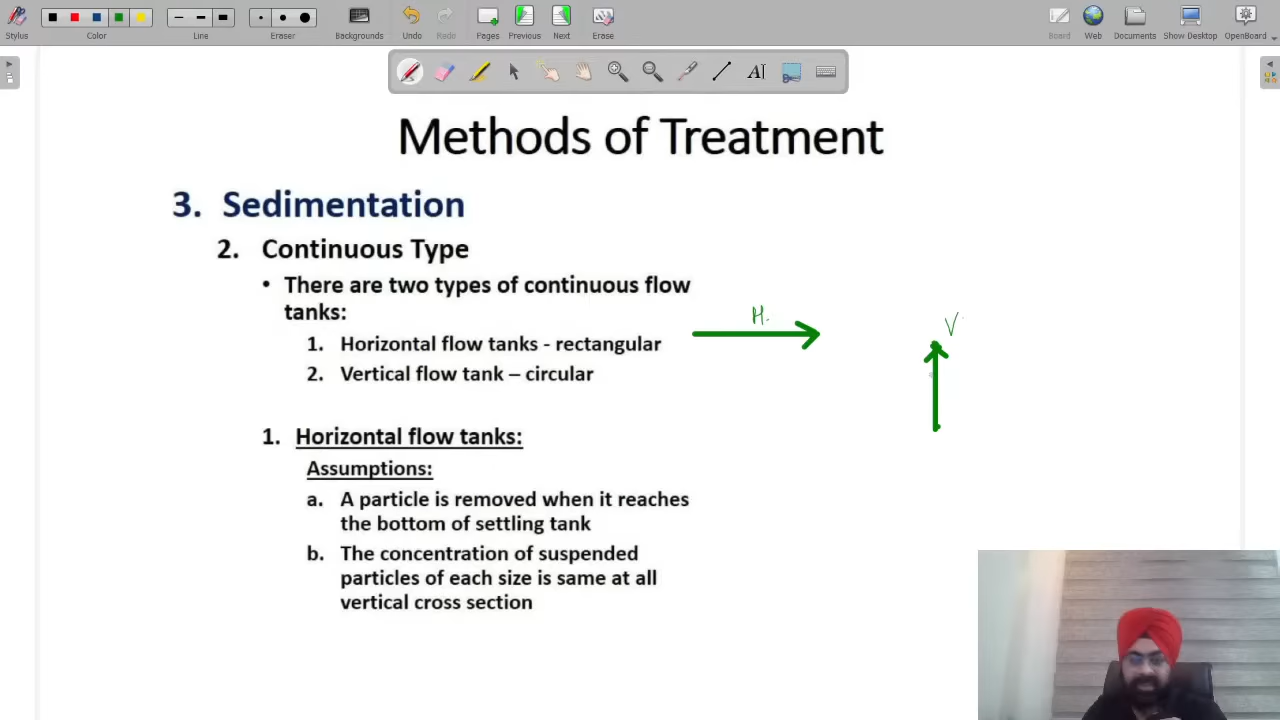 Stylus
Color
Line
Eraser
Backgrounds
Undo
Redo
Pages
Previous
Next
Erase
Board
Web
Documents
Show Desktop
OpenBoard
Methods of Treatment
3. Sedimentation
2. Continuous Type
• There are two types of continuous flow
tanks:
1. Horizontal flow tanks - rectangular
2. Vertical flow tank – circular
H.
V
1. Horizontal flow tanks:
Assumptions:
a. A particle is removed when it reaches
the bottom of settling tank
b. The concentration of suspended
particles of each size is same at all
vertical cross section